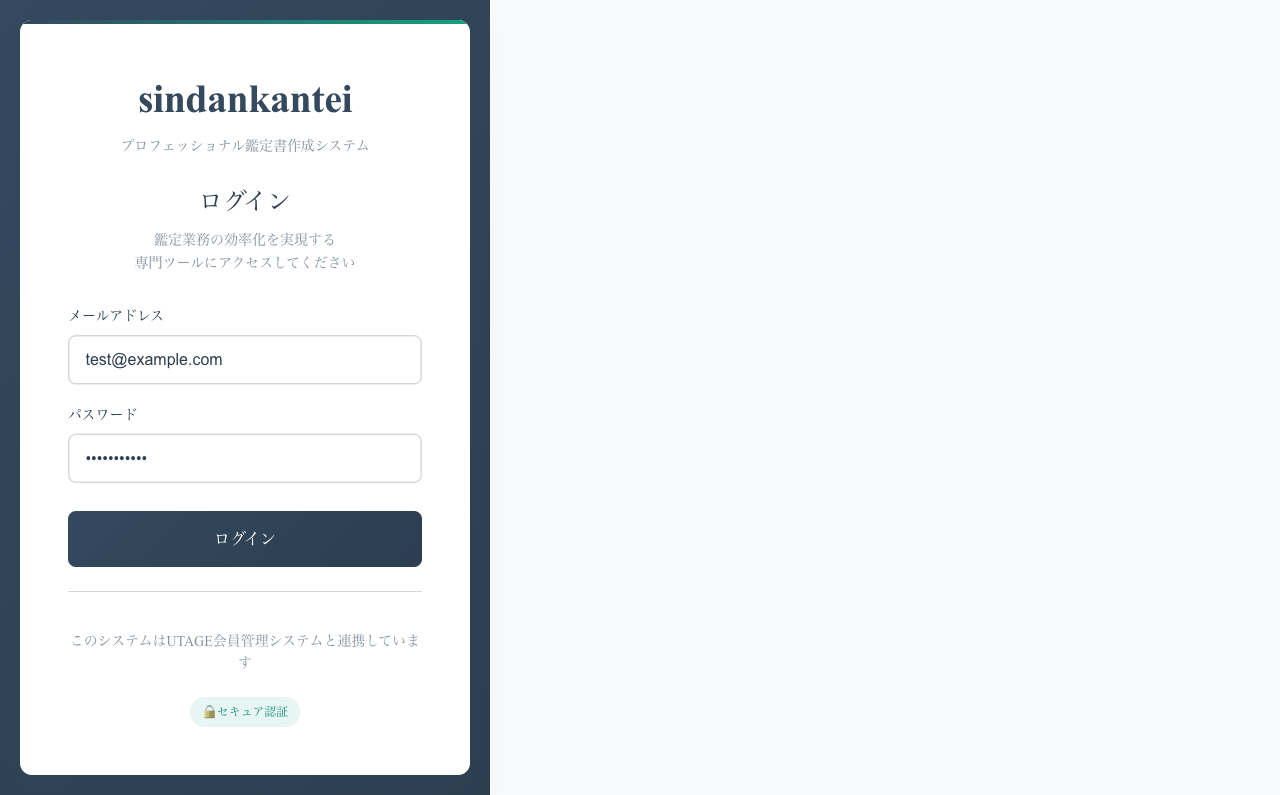 sindankantei
プロフェッショナル鑑定書作成システム
ログイン
鑑定業務の効率化を実現する
専門ツールにアクセスしてください
メールアドレス
test@example.com
パスワード
•••••••••••
ログイン
このシステムはUTAGE会員管理システムと連携していま
す
🔒セキュア認証